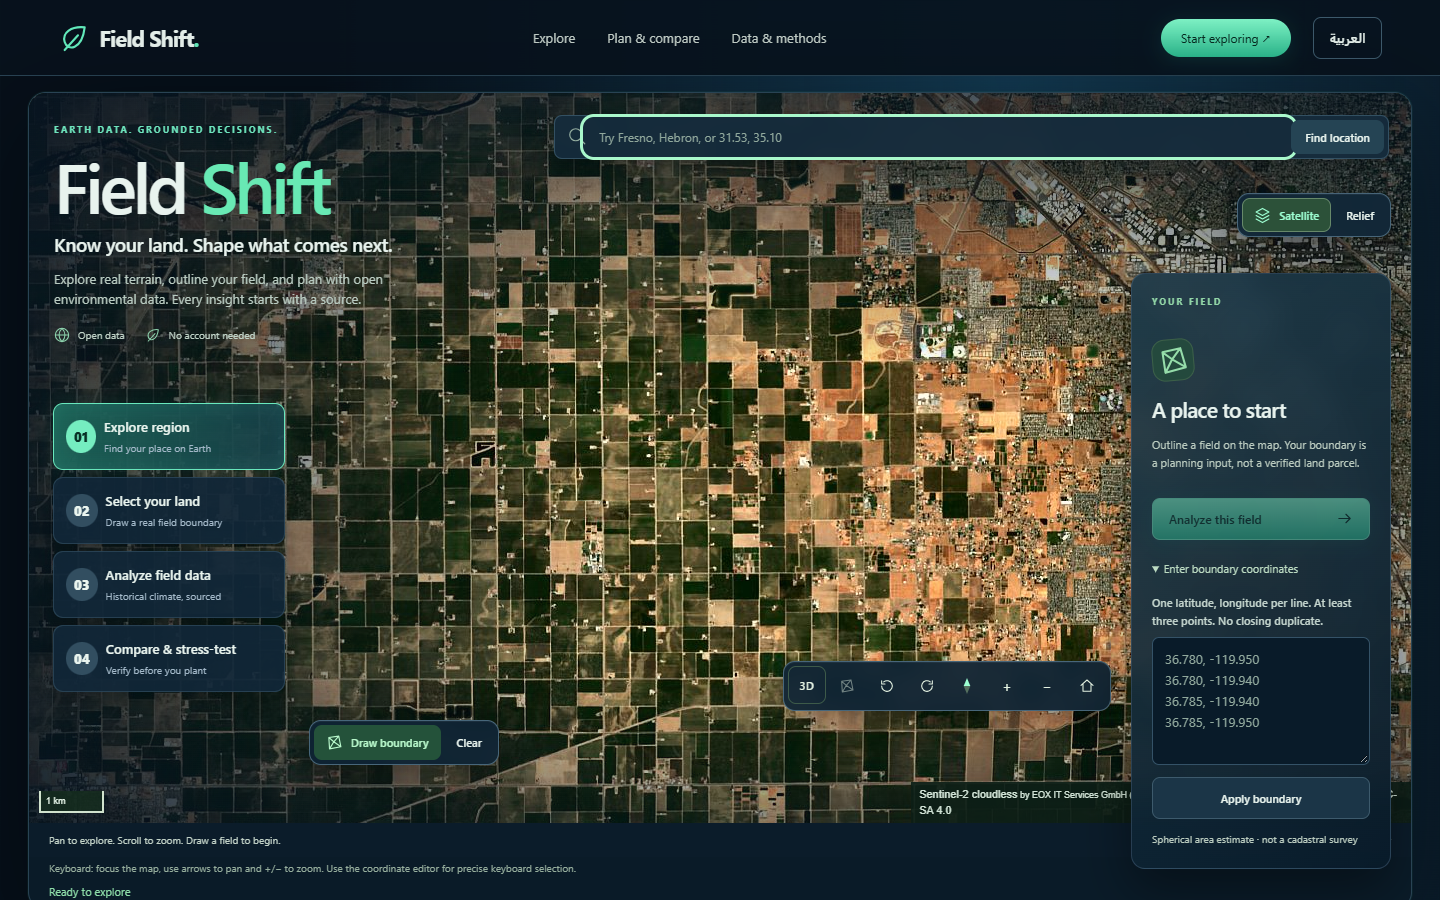 Field Shift.
Explore
Plan & compare
Data & methods
Start exploring ↗
العربية
EARTH DATA. GROUNDED DECISIONS.
Field Shift
Know your land. Shape what comes next.
Explore real terrain, outline your field, and plan with open
environmental data. Every insight starts with a source.
Open data
No account needed
Try Fresno, Hebron, or 31.53, 35.10
Find location
Satellite
Relief
01
Explore region
Find your place on Earth
02
Select your land
Draw a real field boundary
03
Analyze field data
Historical climate, sourced
04
Compare & stress-test
Verify before you plant
YOUR FIELD
A place to start
Outline a field on the map. Your boundary is
a planning input, not a verified land parcel.
Analyze this field →
▼ Enter boundary coordinates
One latitude, longitude per line. At least
three points. No closing duplicate.
36.780, -119.950
36.780, -119.940
36.785, -119.940
36.785, -119.950
Apply boundary
Spherical area estimate · not a cadastral survey
3D
+
−
Draw boundary
Clear
1 km
Sentinel-2 cloudless by EOX IT Services GmbH
SA 4.0
Pan to explore. Scroll to zoom. Draw a field to begin.
Keyboard: focus the map, use arrows to pan and +/− to zoom. Use the coordinate editor for precise keyboard selection.
Ready to explore